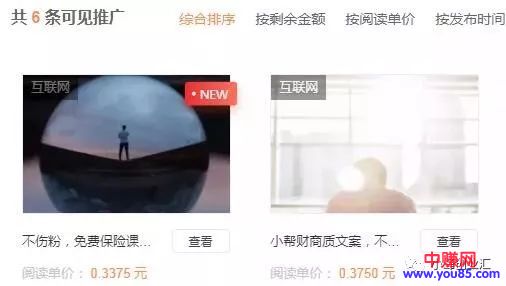 共 6 条可见推广
综合排序 按剩余金额 按阅读单价 按发布时间
互联网
NEW
互联网
不伤粉，免费保险课... 查看
小帮财商质文案，不... 查看
阅读单价： 0.3375 元
阅读单价： 0.3750 元
中赚网
www.you85.com